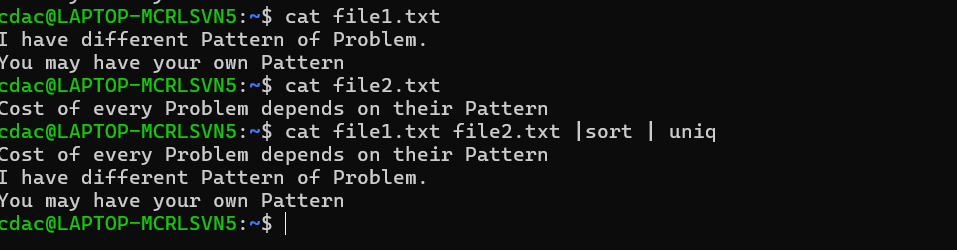 cdac@LAPTOP-MCRLSVN5:~$ cat file1.txt
I have different Pattern of Problem.
You may have your own Pattern
cdac@LAPTOP-MCRLSVN5:~$ cat file2.txt
Cost of every Problem depends on their Pattern
cdac@LAPTOP-MCRLSVN5:~$ cat file1.txt file2.txt |sort | uniq
Cost of every Problem depends on their Pattern
I have different Pattern of Problem.
You may have your own Pattern
cdac@LAPTOP-MCRLSVN5:~$